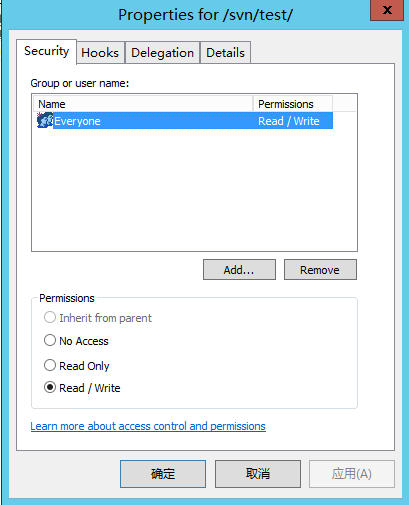 Properties for /svn/test/
x
Security Hooks Delegation Details
Group or user name:
Name Permissions
Everyone Read / Write
Add... Remove
Permissions
Inherit from parent
No Access
Read Only
Read / Write
Learn more about access control and permissions
确定 取消 应用(A)